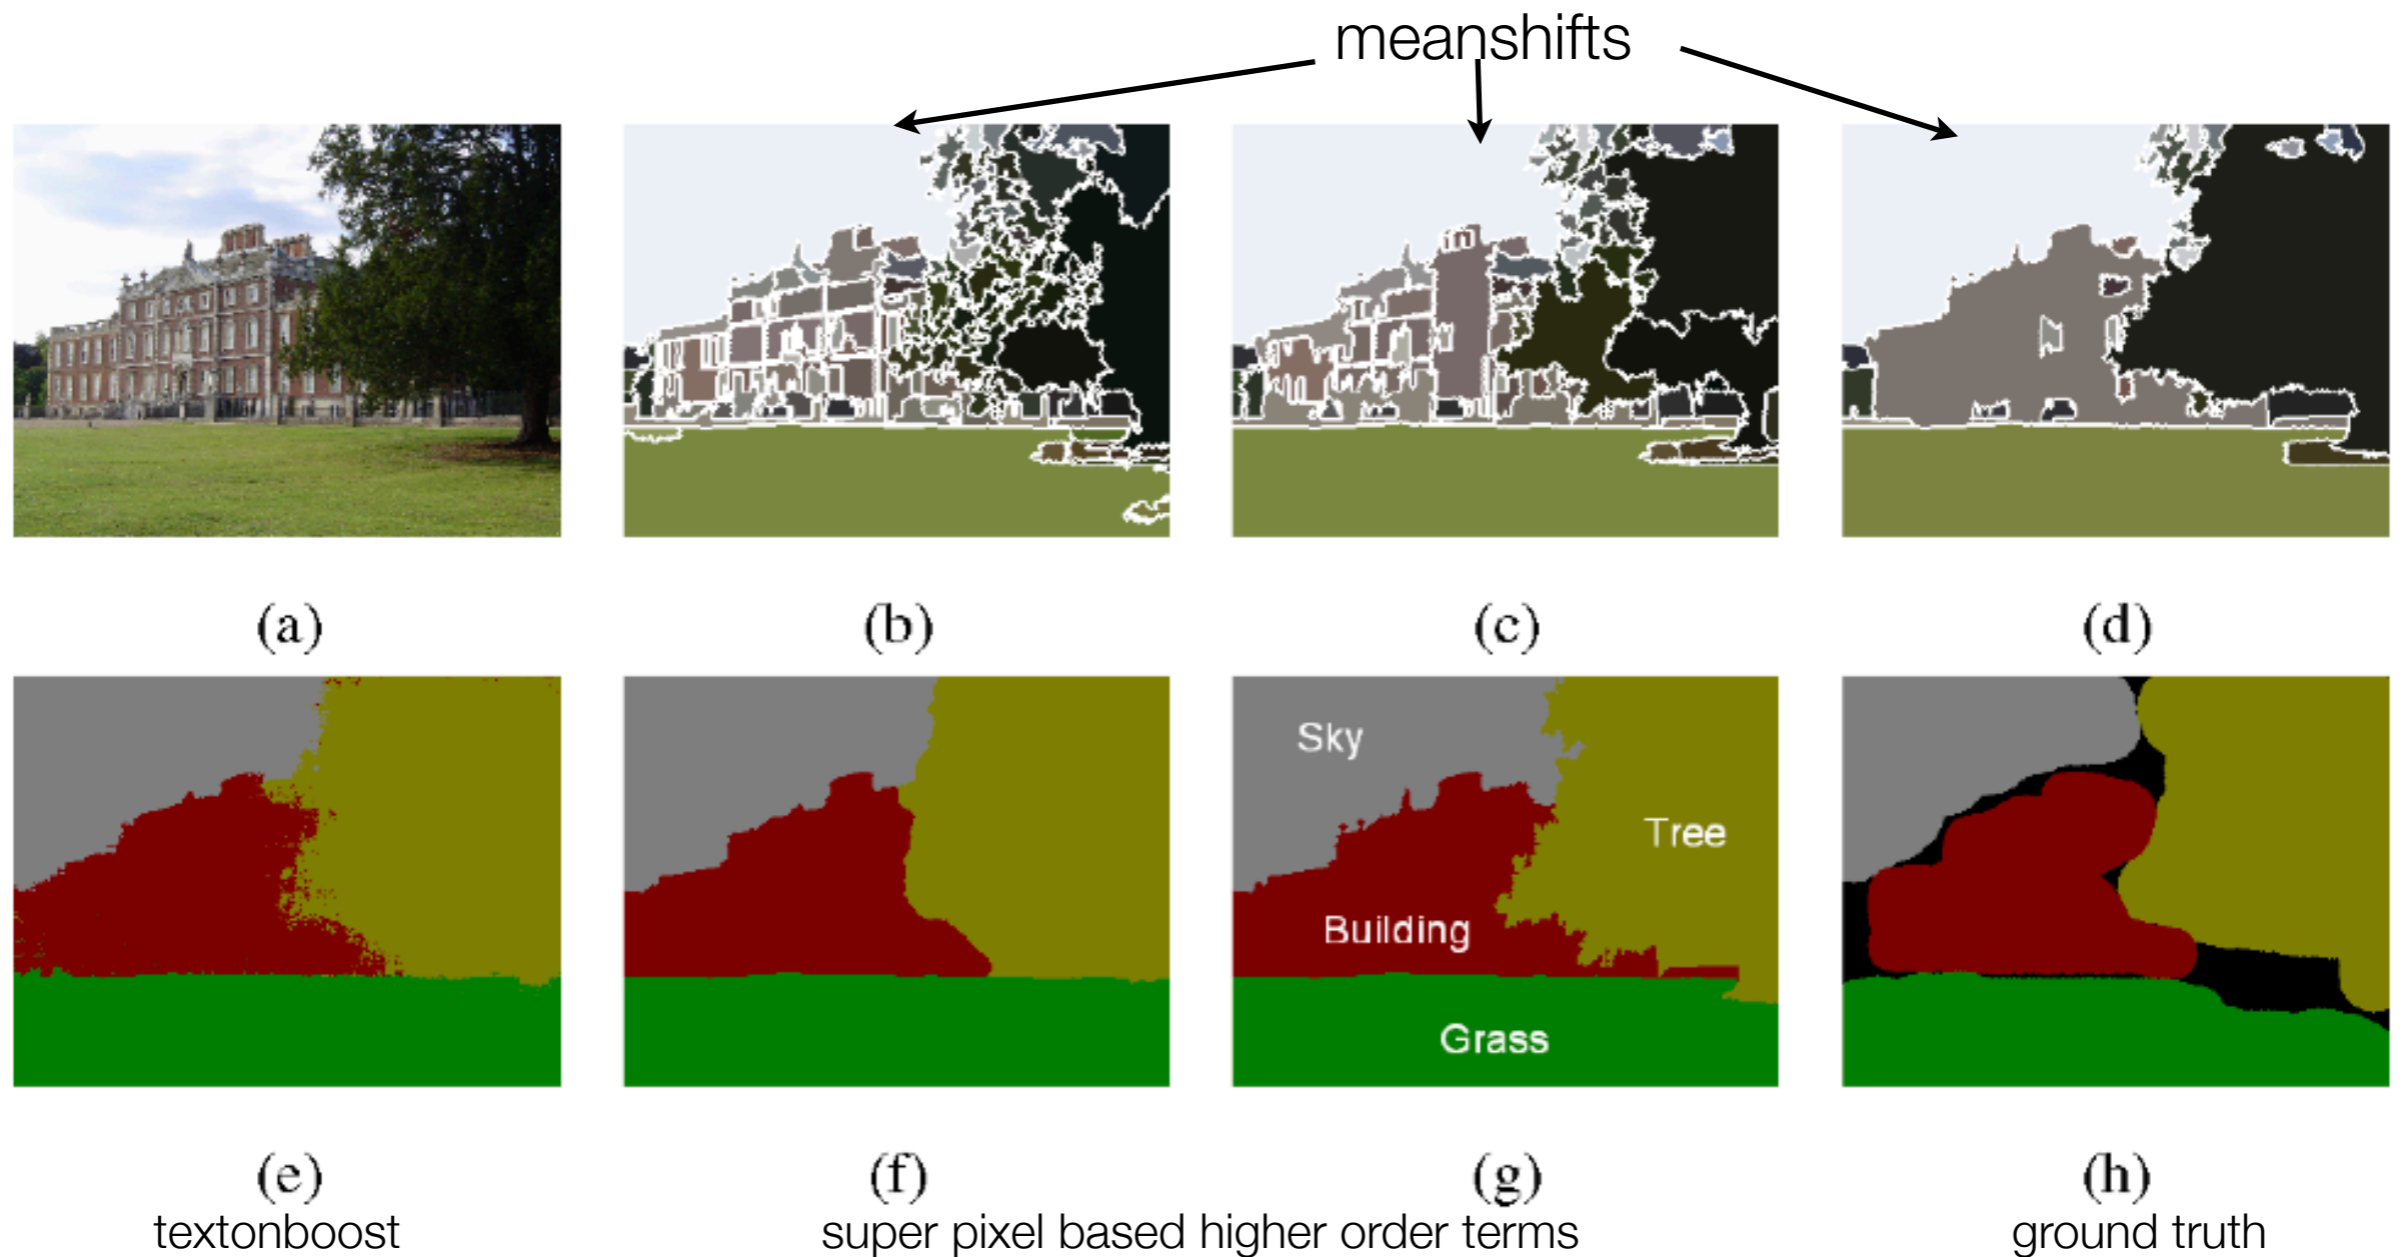 meanshifts
(a)
(b)
(c)
(d)
Sky
Tree
Building
Grass
(e)
(f)
(g)
(h)
textonboost
super pixel based higher order terms
ground truth